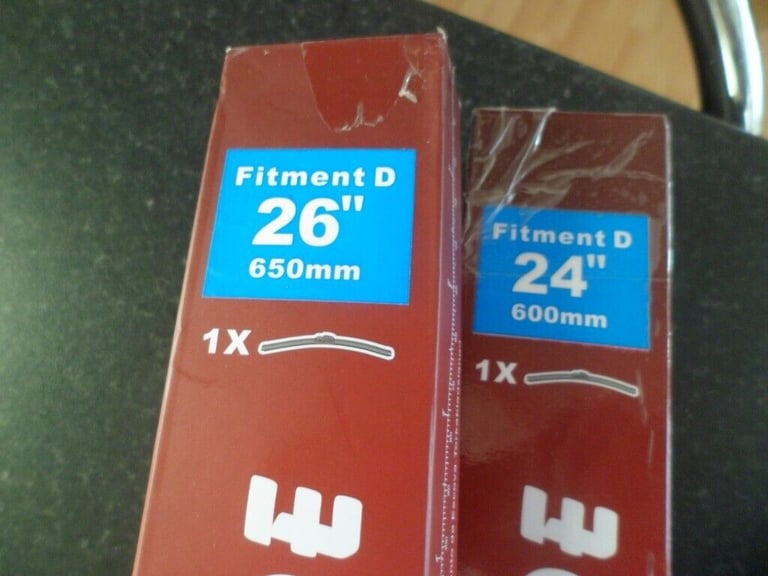 Fitment D
26"
650mm
1X
Fitment D
24"
600mm
1X